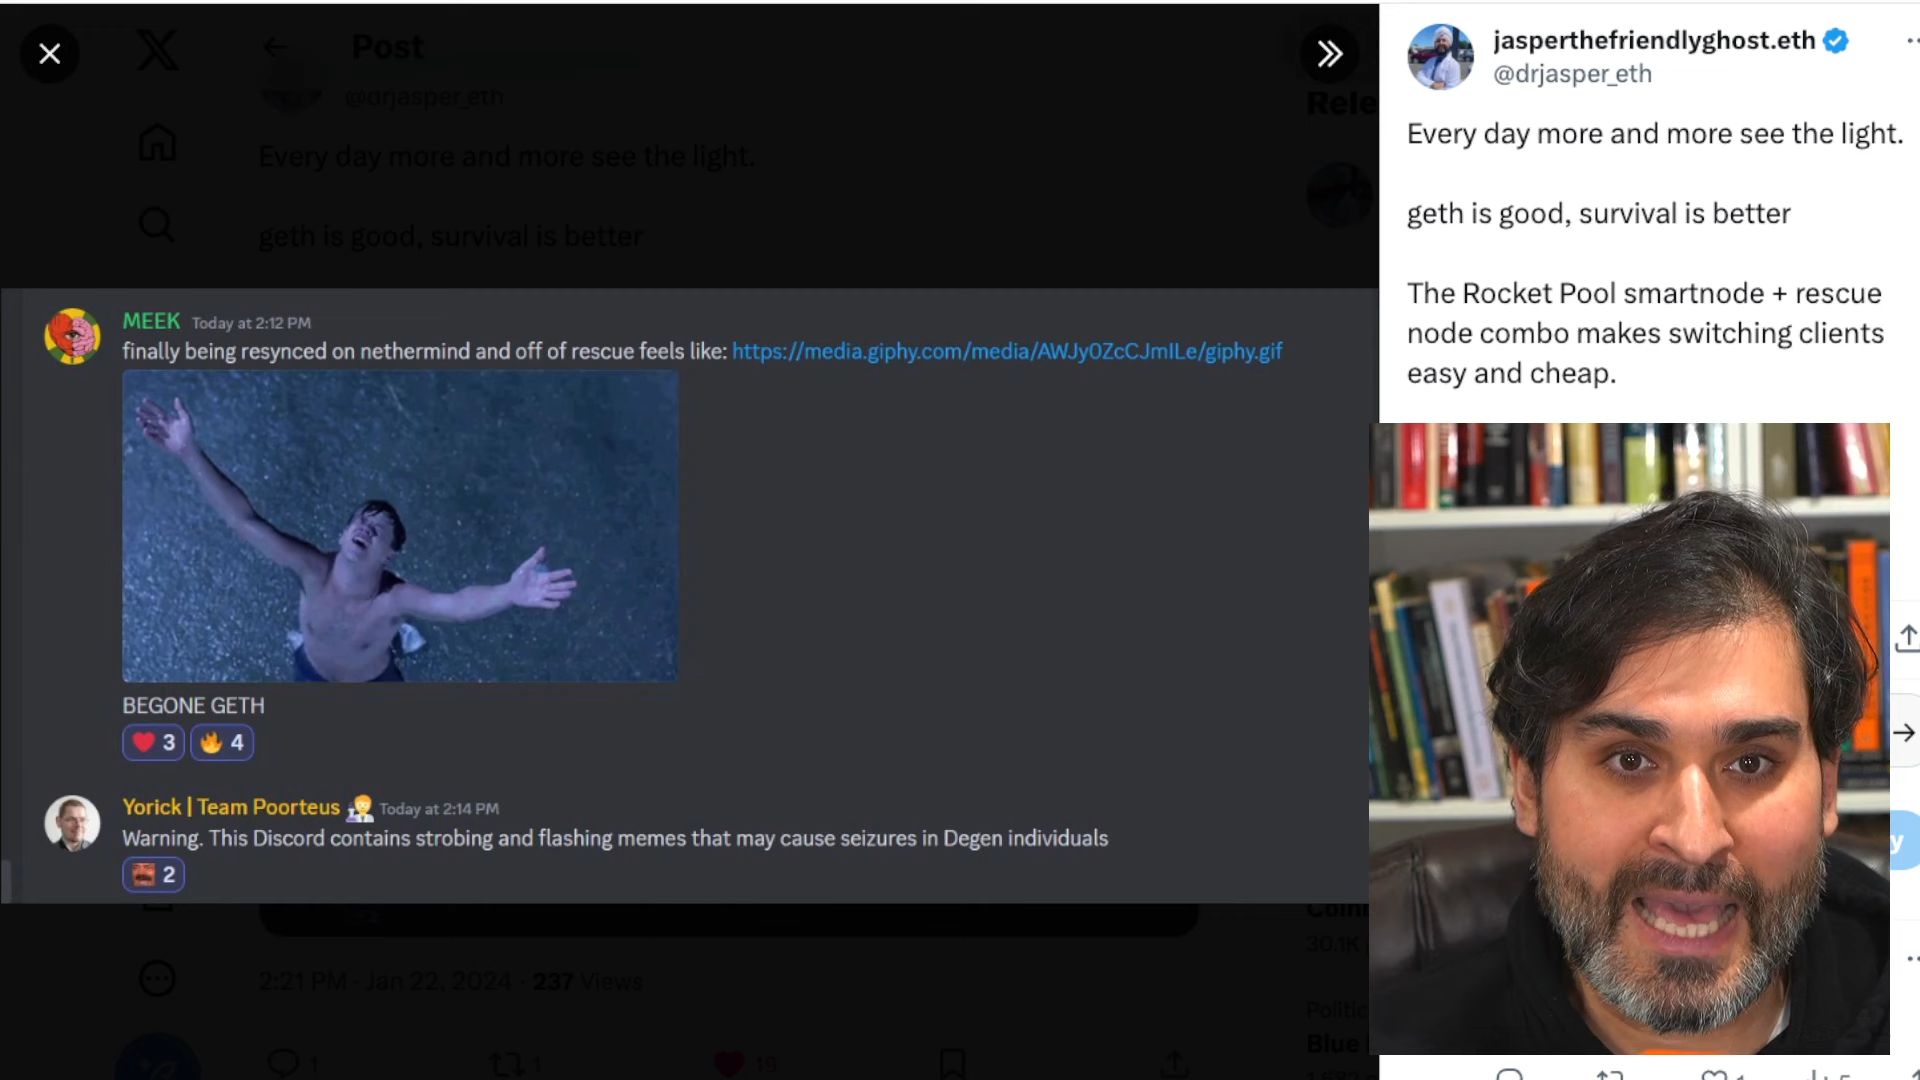 Post
@drjasper_eth
Every day more and more see the light.
geth is good, survival is better
Rele
MEEK Today at 2:12 PM
finally being resynced on nethermind and off of rescue feels like: https://media.giphy.com/media/AWJy0ZcCJmlLe/giphy.gif
BEGONE GETH
3 4
Yorick | Team Poorteus Today at 2:14 PM
Warning. This Discord contains strobing and flashing memes that may cause seizures in Degen individuals
2
2:21 PM · Jan 22, 2024 · 237 Views
1 1 19
30.1K
Politic
Blue
jasperthefriendlyghost.eth
@drjasper_eth
Every day more and more see the light.
geth is good, survival is better
The Rocket Pool smartnode + rescue
node combo makes switching clients
easy and cheap.
y